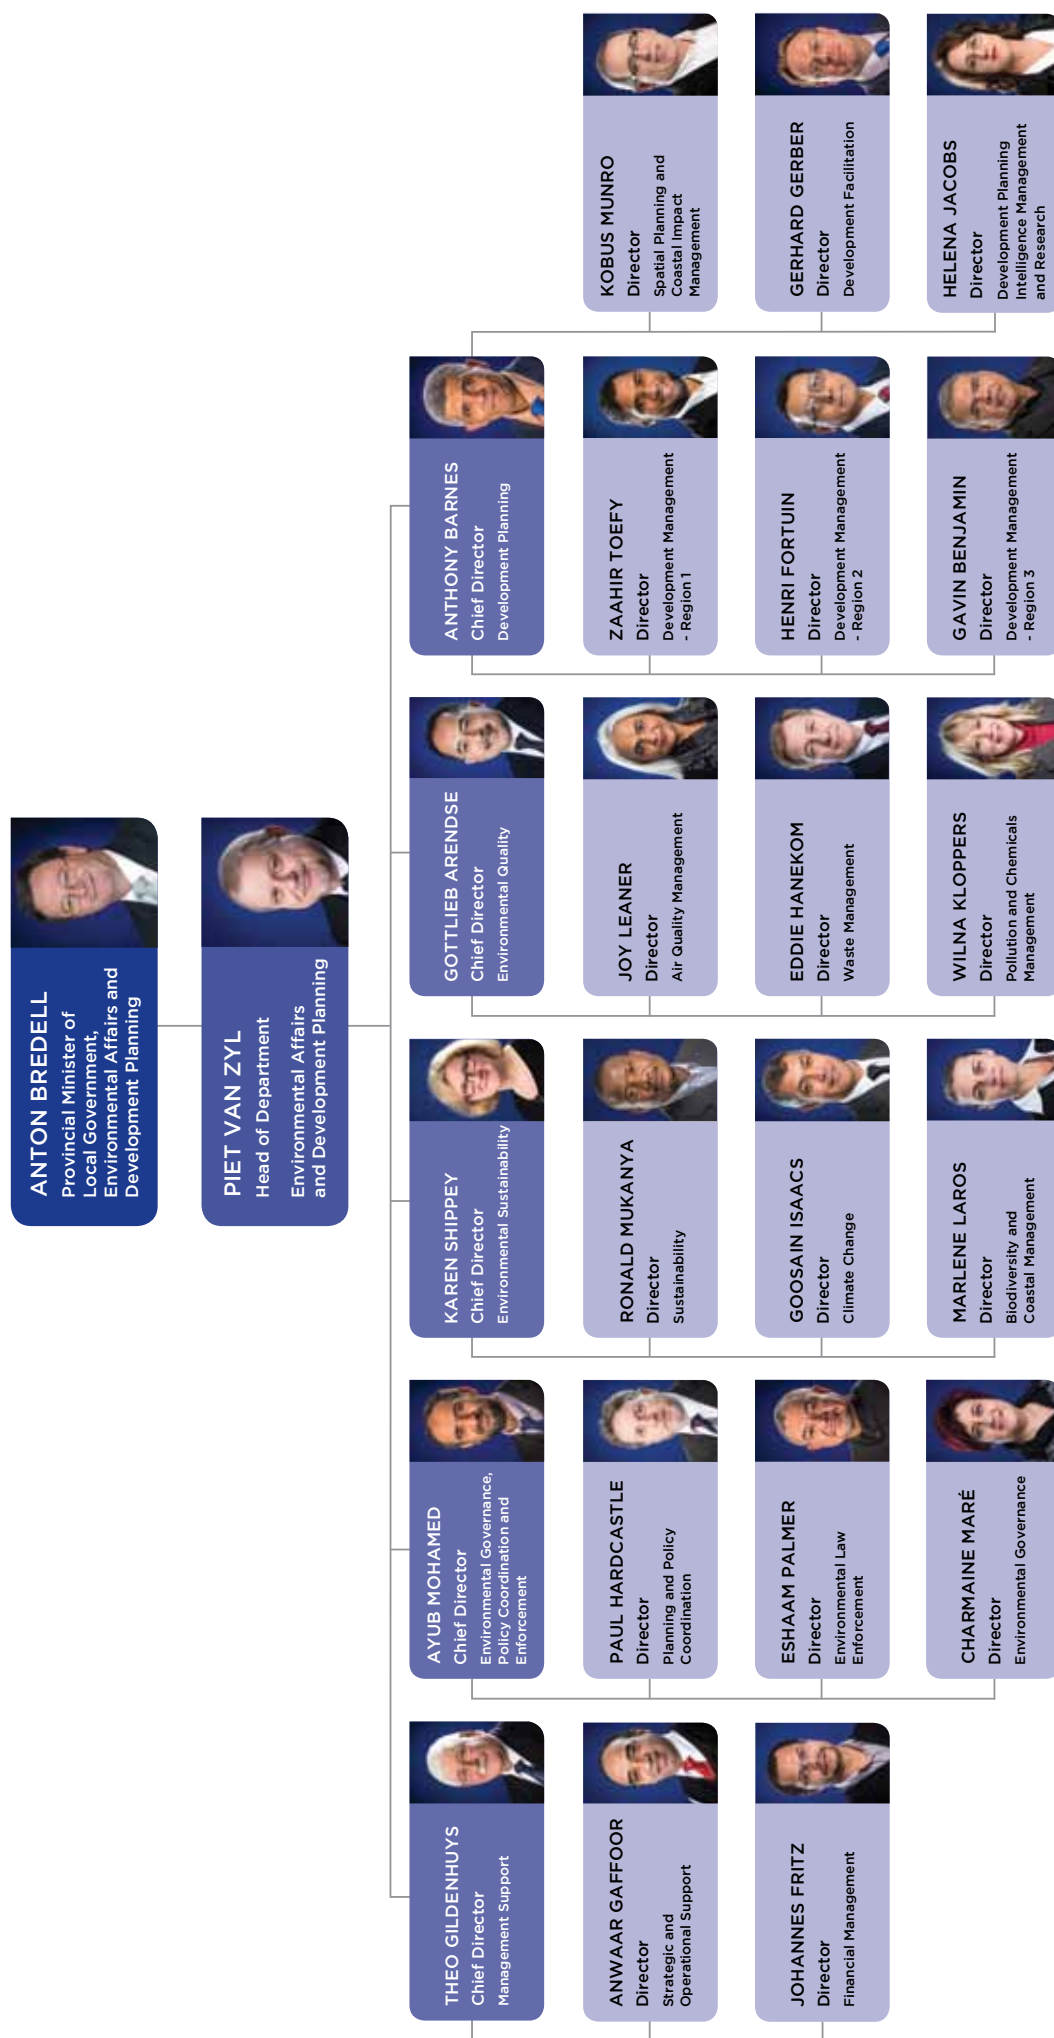 ANTON BREDELL
Provincial Minister of
Local Government,
Environmental Affairs and
Development Planning
PIET VAN ZYL
Head of Department
Environmental Affairs
and Development Planning
THEO GILDENHUYS
Chief Director
Management Support
AYUB MOHAMED
Chief Director
Environmental Governance,
Policy Coordination and
Enforcement
KAREN SHIPPEY
Chief Director
Environmental Sustainability
GOTTLIEB ARENDSE
Chief Director
Environmental Quality
ANTHONY BARNES
Chief Director
Development Planning
ANWAAR GAFFOOR
Director
Strategic and
Operational Support
PAUL HARDCASTLE
Director
Planning and Policy
Coordination
RONALD MUKANYA
Director
Sustainability
JOY LEANER
Director
Air Quality Management
ZAAHIR TOEFY
Director
Development Management
- Region 1
KOBUS MUNRO
Director
Spatial Planning and
Coastal Impact
Management
JOHANNES FRITZ
Director
Financial Management
ESHAAM PALMER
Director
Environmental Law
Enforcement
GOOSAIN ISAACS
Director
Climate Change
EDDIE HANEKOM
Director
Waste Management
HENRI FORTUIN
Director
Development Management
- Region 2
GERHARD GERBER
Director
Development Facilitation
CHARMAINE MARÉ
Director
Environmental Governance
MARLENE LAROS
Director
Biodiversity and
Coastal Management
WILNA KLOPPERS
Director
Pollution and Chemicals
Management
GAVIN BENJAMIN
Director
Development Management
- Region 3
HELENA JACOBS
Director
Development Planning
Intelligence Management
and Research